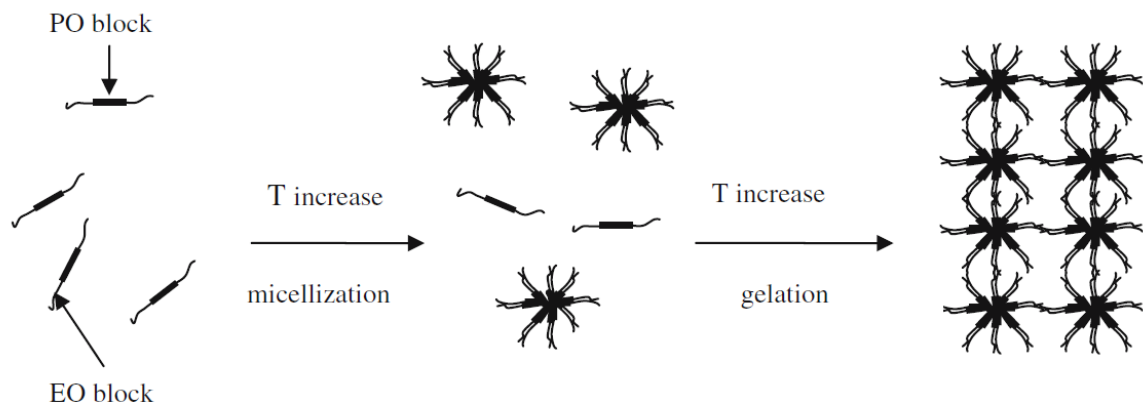 PO block
T increase
micellization
EO block
T increase
gelation